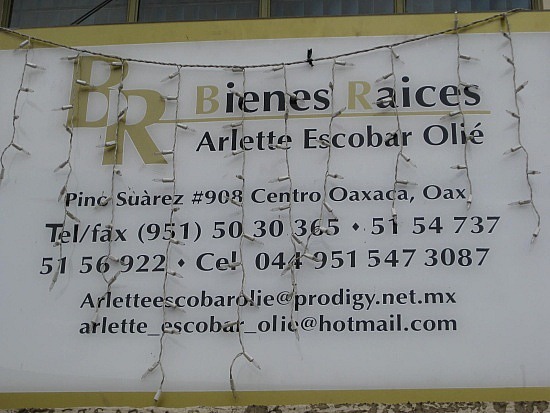 BR
Bienes Raices
Arlette Escobar Olié
Pino Suàrez #908 Centro Oaxaca, Oax
Tel/fax (951) 50 30 365 • 51 54 737
51 56 922 • Cel 044 951 547 3087
Arletteescobarolie@prodigy.net.mx
arlette_escobar_olie@hotmail.com